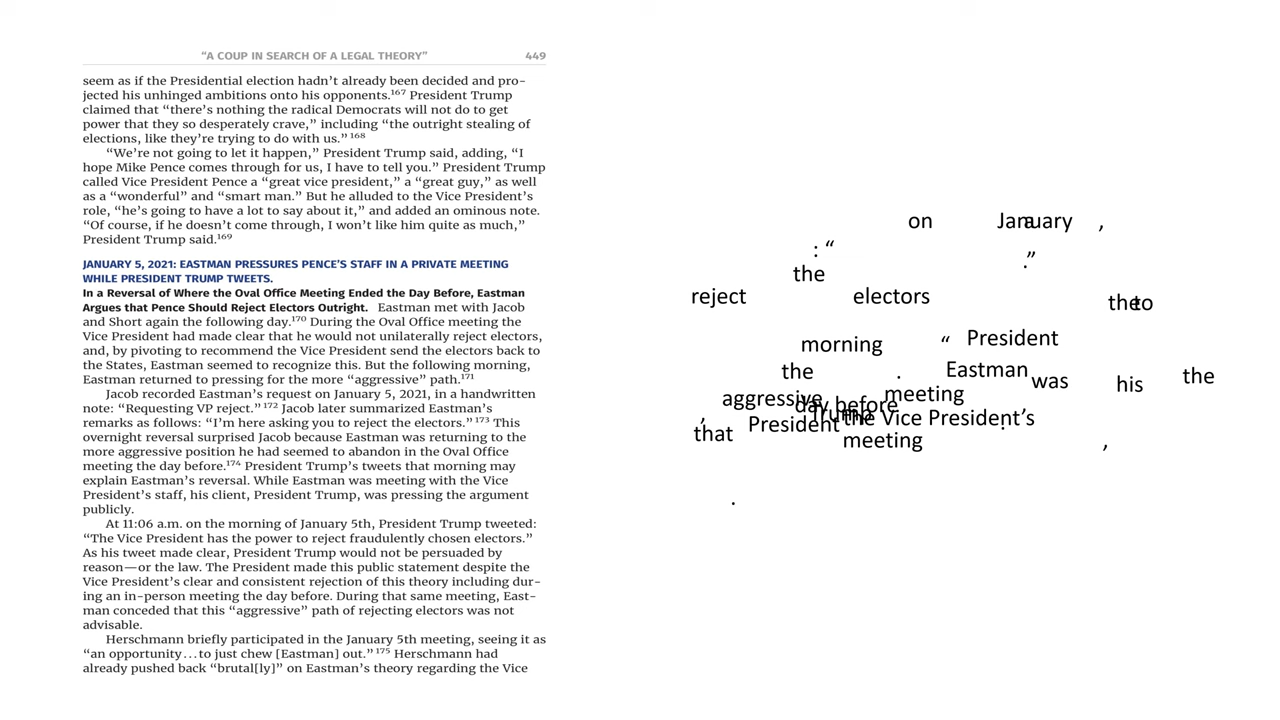 “A COUP IN SEARCH OF A LEGAL THEORY” 449
seem as if the Presidential election hadn’t already been decided and pro-
jected his unhinged ambitions onto his opponents.167 President Trump
claimed that “there’s nothing the radical Democrats will not do to get
power that they so desperately crave,” including “the outright stealing of
elections, like they’re trying to do with us.” 168
“We’re not going to let it happen,” President Trump said, adding, “I
hope Mike Pence comes through for us, I have to tell you.” President Trump
called Vice President Pence a “great vice president,” a “great guy,” as well
as a “wonderful” and “smart man.” But he alluded to the Vice President’s
role, “he’s going to have a lot to say about it,” and added an ominous note.
“Of course, if he doesn’t come through, I won’t like him quite as much,”
President Trump said.169
JANUARY 5, 2021: EASTMAN PRESSURES PENCE’S STAFF IN A PRIVATE MEETING
WHILE PRESIDENT TRUMP TWEETS.
In a Reversal of Where the Oval Office Meeting Ended the Day Before, Eastman
Argues that Pence Should Reject Electors Outright. Eastman met with Jacob
and Short again the following day.170 During the Oval Office meeting the
Vice President had made clear that he would not unilaterally reject electors,
and, by pivoting to recommend the Vice President send the electors back to
the States, Eastman seemed to recognize this. But the following morning,
Eastman returned to pressing for the more “aggressive” path.171
Jacob recorded Eastman’s request on January 5, 2021, in a handwritten
note: “Requesting VP reject.” 172 Jacob later summarized Eastman’s
remarks as follows: “I’m here asking you to reject the electors.” 173 This
overnight reversal surprised Jacob because Eastman was returning to the
more aggressive position he had seemed to abandon in the Oval Office
meeting the day before.174 President Trump’s tweets that morning may
explain Eastman’s reversal. While Eastman was meeting with the Vice
President’s staff, his client, President Trump, was pressing the argument
publicly.
At 11:06 a.m. on the morning of January 5th, President Trump tweeted:
“The Vice President has the power to reject fraudulently chosen electors.”
As his tweet made clear, President Trump would not be persuaded by
reason—or the law. The President made this public statement despite the
Vice President’s clear and consistent rejection of this theory including dur-
ing an in-person meeting the day before. During that same meeting, East-
man conceded that this “aggressive” path of rejecting electors was not
advisable.
Herschmann briefly participated in the January 5th meeting, seeing it as
“an opportunity . . . to just chew [Eastman] out.” 175 Herschmann had
already pushed back “brutal[ly]” on Eastman’s theory regarding the Vice
on January a ,
: “
.”
the
reject electors the to
morning “ President
the . Eastman was his the
aggressive meeting
day before
, Trump the Vice President’s .
that President
meeting ,
.